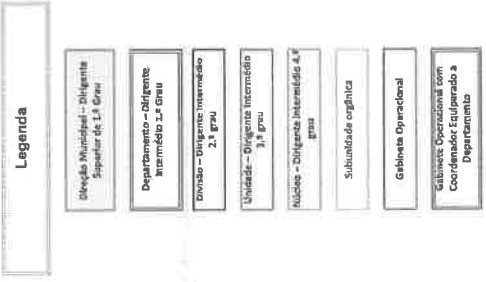 Legenda
Direção Municipal – Dirigente
Superior de 1.º Grau
Departamento – Dirigente
Intermédio 1.º Grau
Divisão – Dirigente Intermédio
2.º grau
Unidade – Dirigente Intermédio
3.º grau
Núcleo – Dirigente Intermédio 4.º
grau
Subunidade orgânica
Gabinete Operacional
Gabinete Operacional com
Coordenador Equiparado a
Departamento